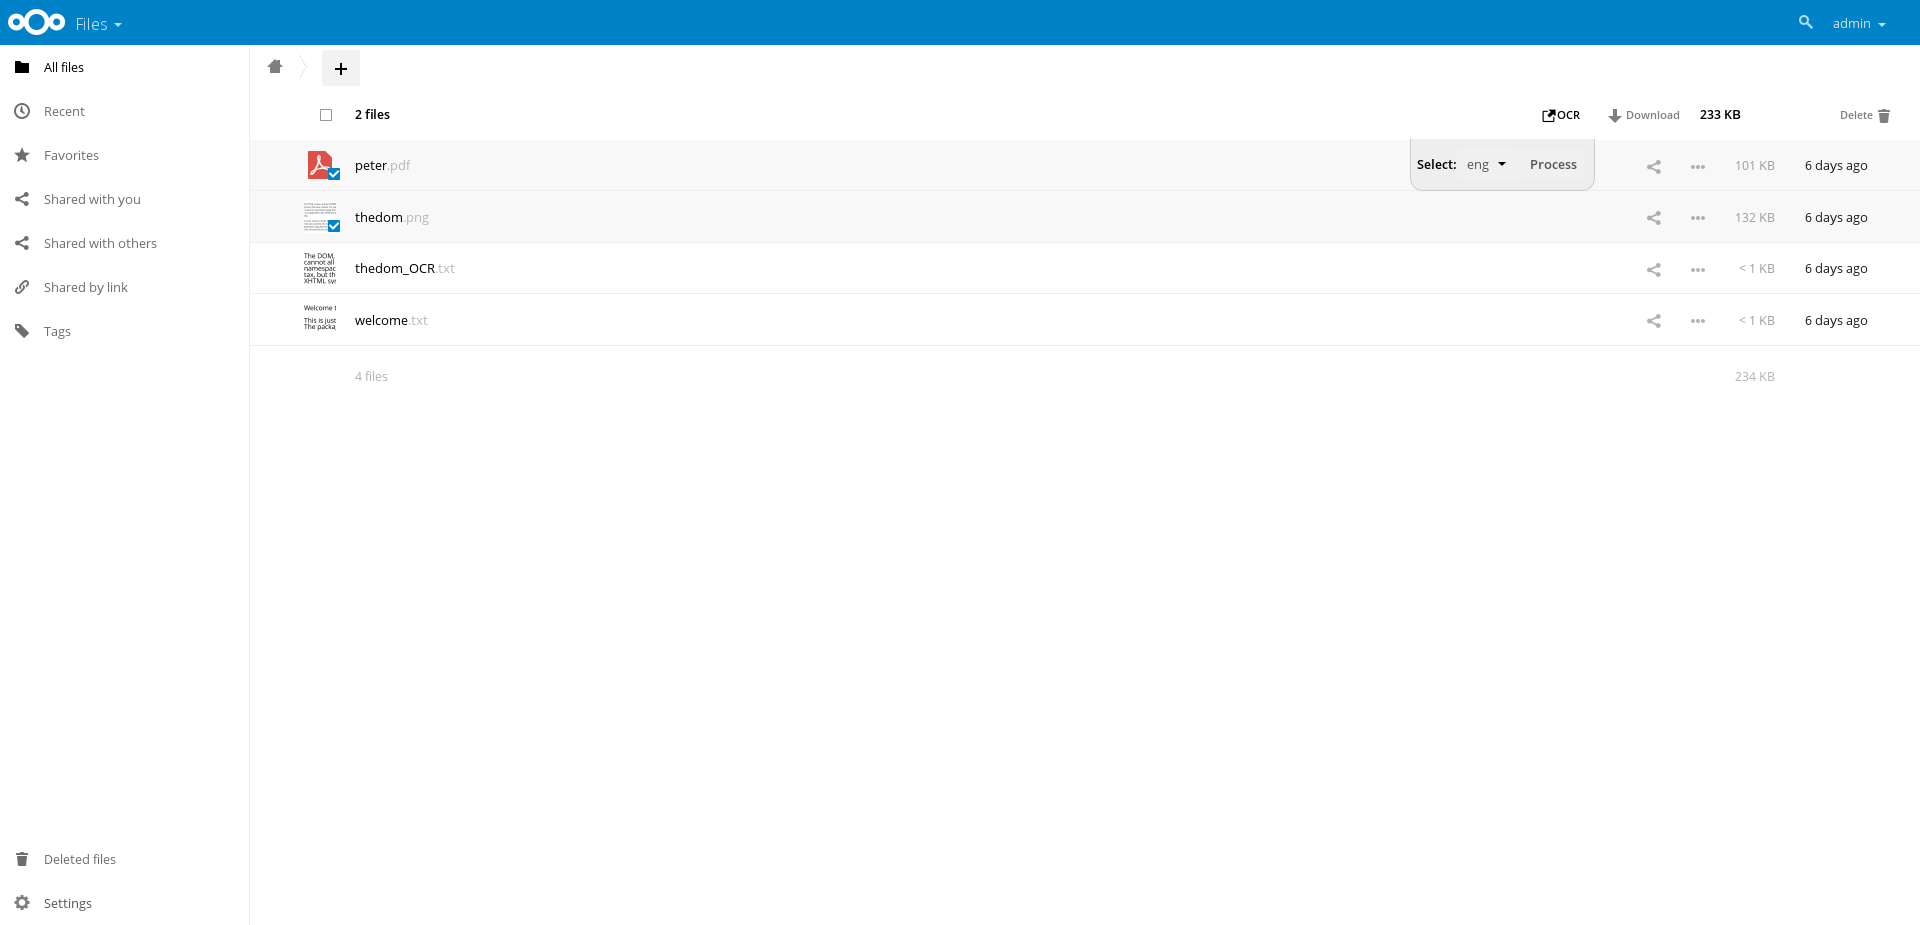 Files
admin
All files
Recent
Favorites
Shared with you
Shared with others
Shared by link
Tags
Deleted files
Settings
+
2 files OCR Download 233 KB Delete
peter.pdf Select: eng Process 101 KB 6 days ago
thedom.png 132 KB 6 days ago
The DOM,
cannot all
namespac
tax, but th
XHTML syn
thedom_OCR.txt < 1 KB 6 days ago
Welcome t
This is just
The packa
welcome.txt < 1 KB 6 days ago
4 files 234 KB